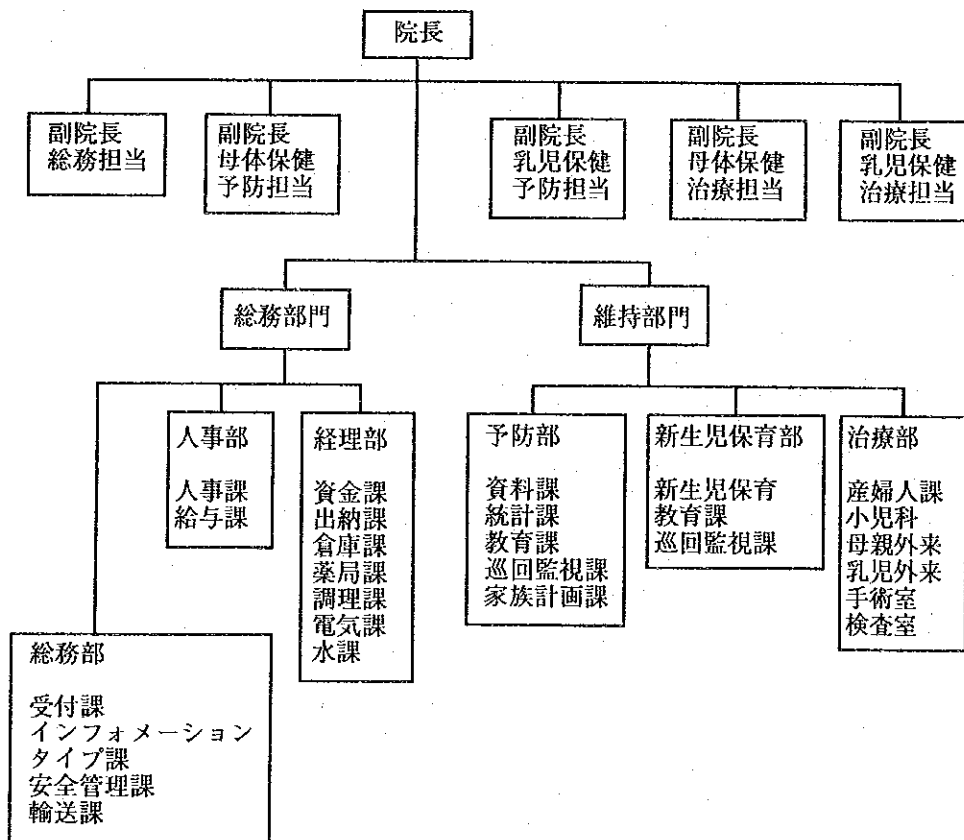 院長
副院長
総務担当
副院長
母体保健
予防担当
副院長
乳児保健
予防担当
副院長
母体保健
治療担当
副院長
乳児保健
治療担当
総務部門
維持部門
人事部
人事課
給与課
経理部
資金課
出納課
倉庫課
薬局課
調理課
電気課
水課
予防部
資料課
統計課
教育課
巡回監視課
家族計画課
新生児保育部
新生児保育
教育課
巡回監視課
治療部
産婦人課
小児科
母親外来
乳児外来
手術室
検査室
総務部
受付課
インフォメーション
タイプ課
安全管理課
輸送課